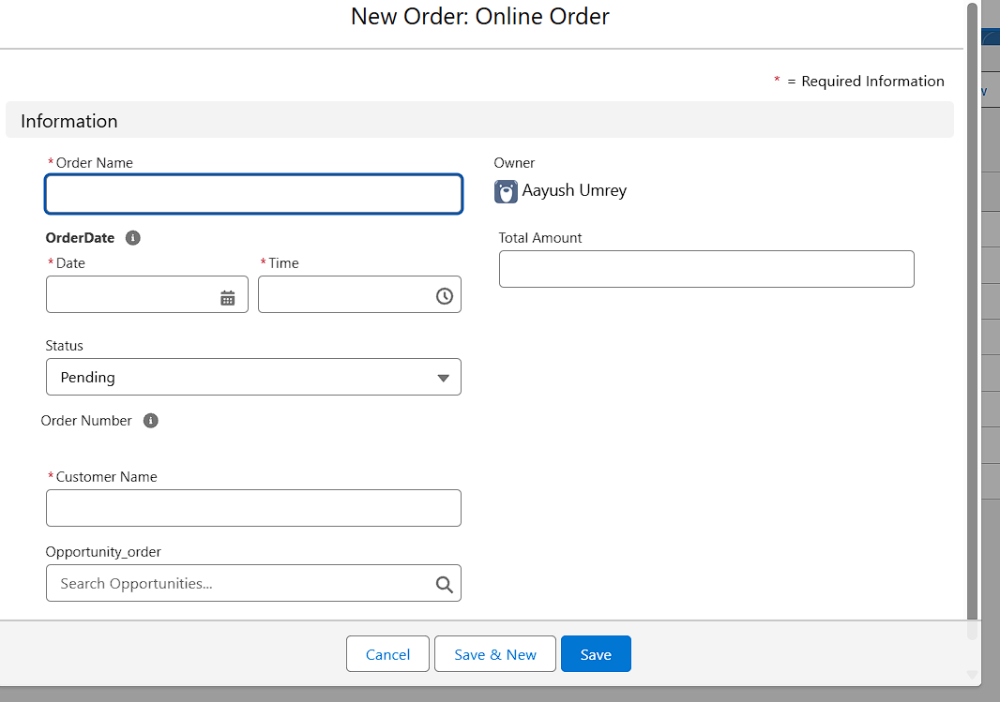 New Order: Online Order
* = Required Information
Information
*Order Name
Owner
Aayush Umrey
OrderDate
*Date
*Time
Total Amount
Status
Pending
Order Number
*Customer Name
Opportunity_order
Search Opportunities...
Cancel
Save & New
Save